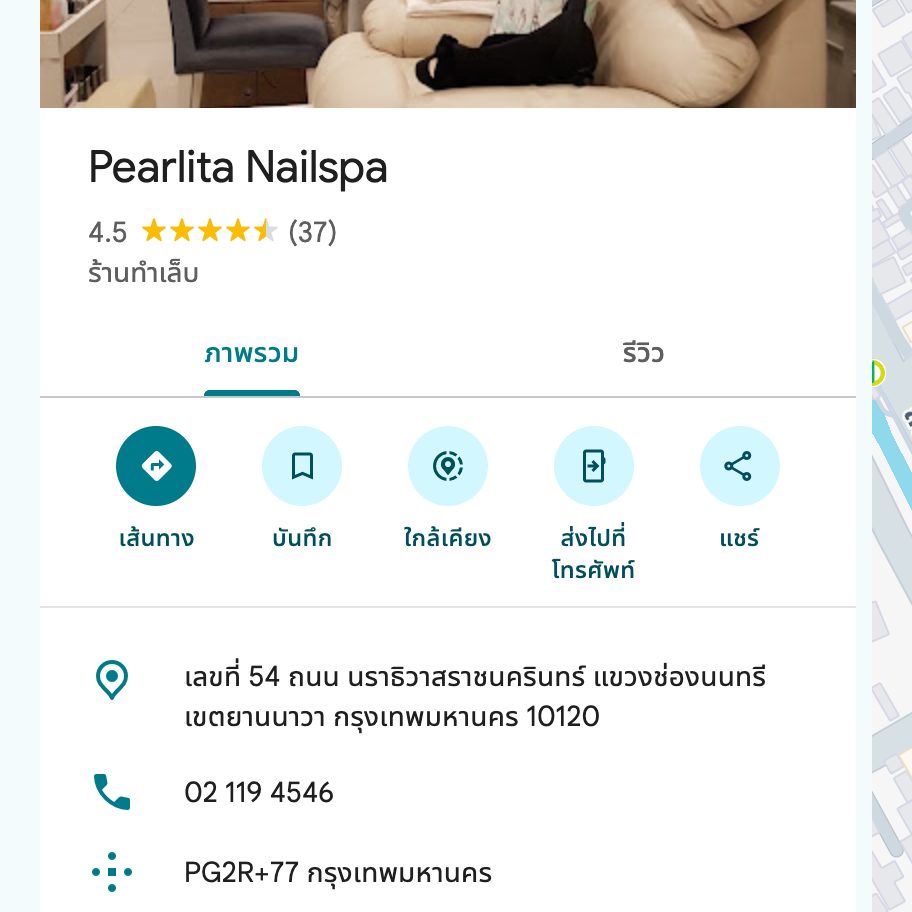 Pearlita Nailspa
4.5 (37)
ร้านทำเล็บ
ภาพรวม
รีวิว
เส้นทาง
บันทึก
ใกล้เคียง
ส่งไปที่
โทรศัพท์
แชร์
เลขที่ 54 ถนน นราธิวาสราชนครินทร์ แขวงช่องนนทรี
เขตยานนาวา กรุงเทพมหานคร 10120
02 119 4546
PG2R+77 กรุงเทพมหานคร